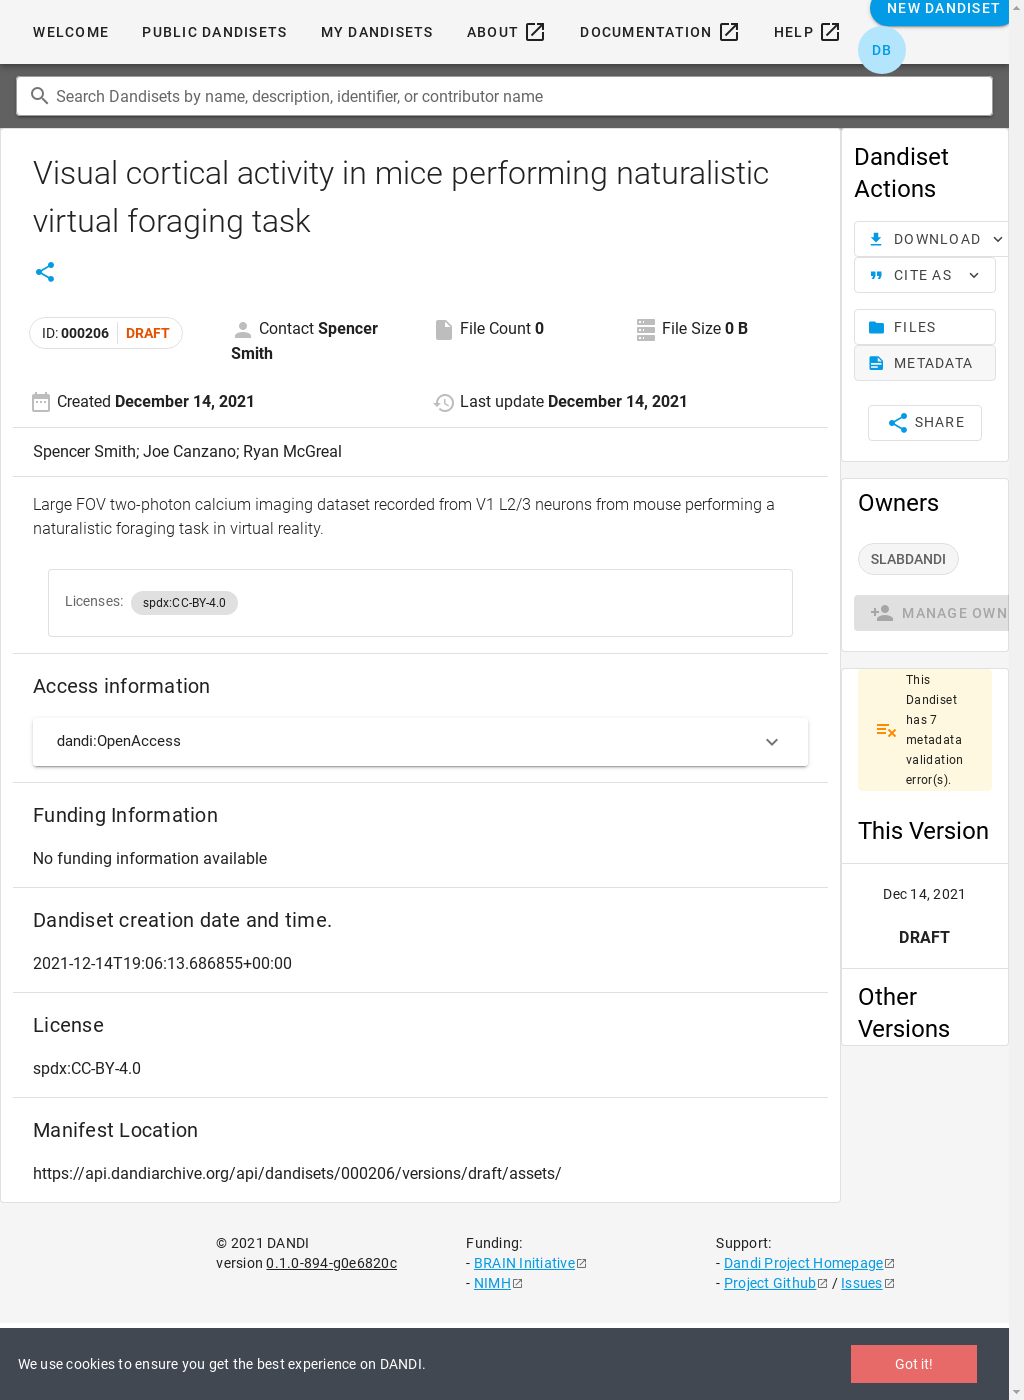 WELCOME PUBLIC DANDISETS MY DANDISETS ABOUT DOCUMENTATION HELP NEW DANDISET
DB
Search Dandisets by name, description, identifier, or contributor name
Visual cortical activity in mice performing naturalistic
virtual foraging task
ID: 000206 DRAFT
Contact Spencer
Smith
File Count 0
File Size 0 B
Created December 14, 2021
Last update December 14, 2021
Spencer Smith; Joe Canzano; Ryan McGreal
Large FOV two-photon calcium imaging dataset recorded from V1 L2/3 neurons from mouse performing a
naturalistic foraging task in virtual reality.
Licenses: spdx:CC-BY-4.0
Access information
dandi:OpenAccess
Funding Information
No funding information available
Dandiset creation date and time.
2021-12-14T19:06:13.686855+00:00
License
spdx:CC-BY-4.0
Manifest Location
https://api.dandiarchive.org/api/dandisets/000206/versions/draft/assets/
Dandiset
Actions
DOWNLOAD
CITE AS
FILES
METADATA
SHARE
Owners
SLABDANDI
MANAGE OWN
This
Dandiset
has 7
metadata
validation
error(s).
This Version
Dec 14, 2021
DRAFT
Other
Versions
© 2021 DANDI
version 0.1.0-894-g0e6820c
Funding:
- BRAIN Initiative
- NIMH
Support:
- Dandi Project Homepage
- Project Github / Issues
We use cookies to ensure you get the best experience on DANDI.
Got it!